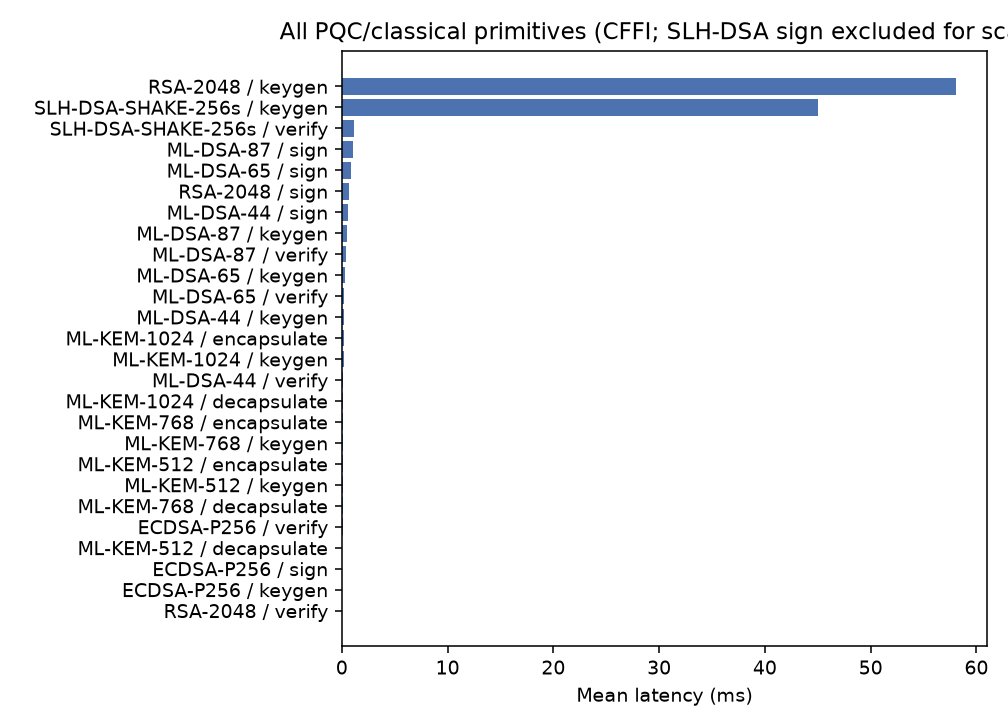 All PQC/classical primitives (CFFI; SLH-DSA sign excluded for
RSA-2048 / keygen
SLH-DSA-SHAKE-256s / keygen
SLH-DSA-SHAKE-256s / verify
ML-DSA-87 / sign
ML-DSA-65 / sign
RSA-2048 / sign
ML-DSA-44 / sign
ML-DSA-87 / keygen
ML-DSA-87 / verify
ML-DSA-65 / keygen
ML-DSA-65 / verify
ML-DSA-44 / keygen
ML-KEM-1024 / encapsulate
ML-KEM-1024 / keygen
ML-DSA-44 / verify
ML-KEM-1024 / decapsulate
ML-KEM-768 / encapsulate
ML-KEM-768 / keygen
ML-KEM-512 / encapsulate
ML-KEM-512 / keygen
ML-KEM-768 / decapsulate
ECDSA-P256 / verify
ML-KEM-512 / decapsulate
ECDSA-P256 / sign
ECDSA-P256 / keygen
RSA-2048 / verify
0 10 20 30 40 50 60
Mean latency (ms)